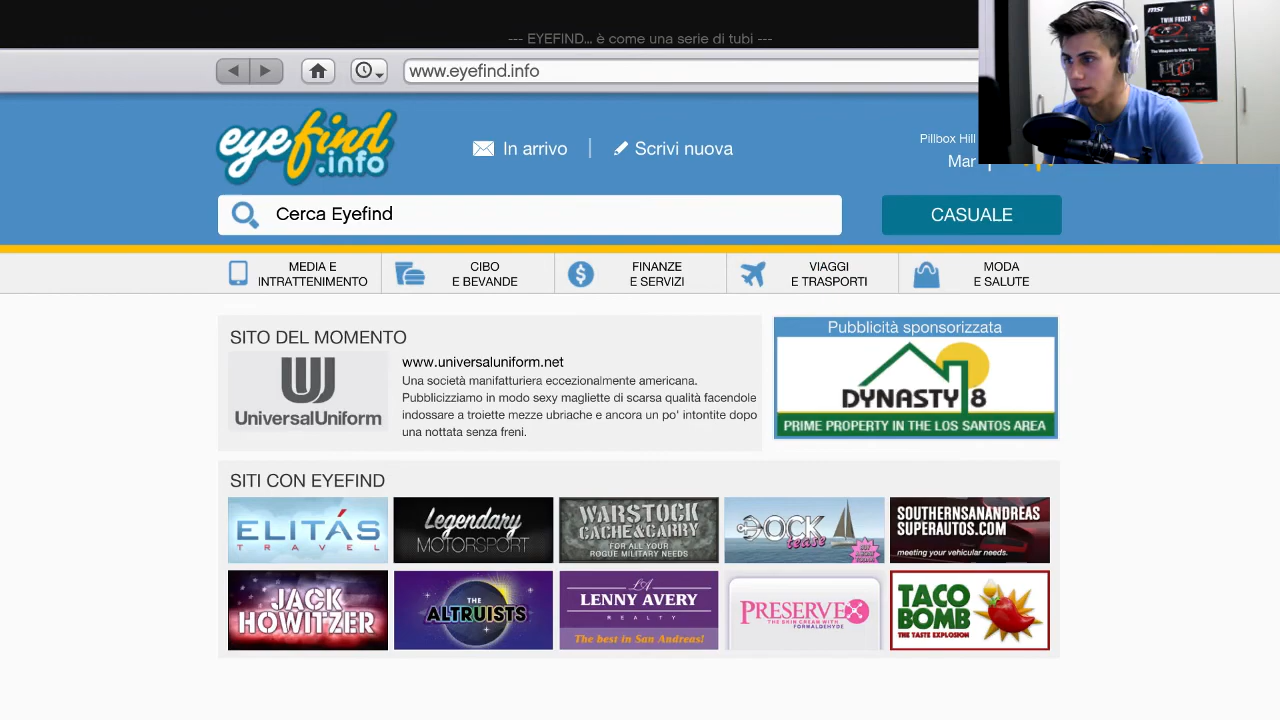 --- EYEFIND... è come una serie di tubi ---
www.eyefind.info
msi
TWIN FROZR V
eyefind
.info
In arrivo
Scrivi nuova
Pillbox Hill
Mar
Cerca Eyefind
CASUALE
MEDIA E
INTRATTENIMENTO
CIBO
E BEVANDE
FINANZE
E SERVIZI
VIAGGI
E TRASPORTI
MODA
E SALUTE
SITO DEL MOMENTO
UniversalUniform
www.universaluniform.net
Una società manifatturiera eccezionalmente americana.
Pubblicizziamo in modo sexy magliette di scarsa qualità facendole
indossare a troiette mezze ubriache e ancora un po' intontite dopo
una nottata senza freni.
Pubblicità sponsorizzata
DYNASTY 8
PRIME PROPERTY IN THE LOS SANTOS AREA
SITI CON EYEFIND
ELITÁS
TRAVEL
Legendary
MOTORSPORT
WARSTOCK
CACHE & CARRY
FOR ALL YOUR
ROGUE MILITARY NEEDS
DOCK
tease
SOUTHERNSANANDREAS
SUPERAUTOS.COM
meeting your vehicular needs.
JACK
HOWITZER
THE
ALTRUISTS
LA
LENNY AVERY
REALTY
The best in San Andreas!
PRESERVEX
THE SKIN CREAM WITH
FORMALDEHYDE
TACO
BOMB
THE TASTE EXPLOSION